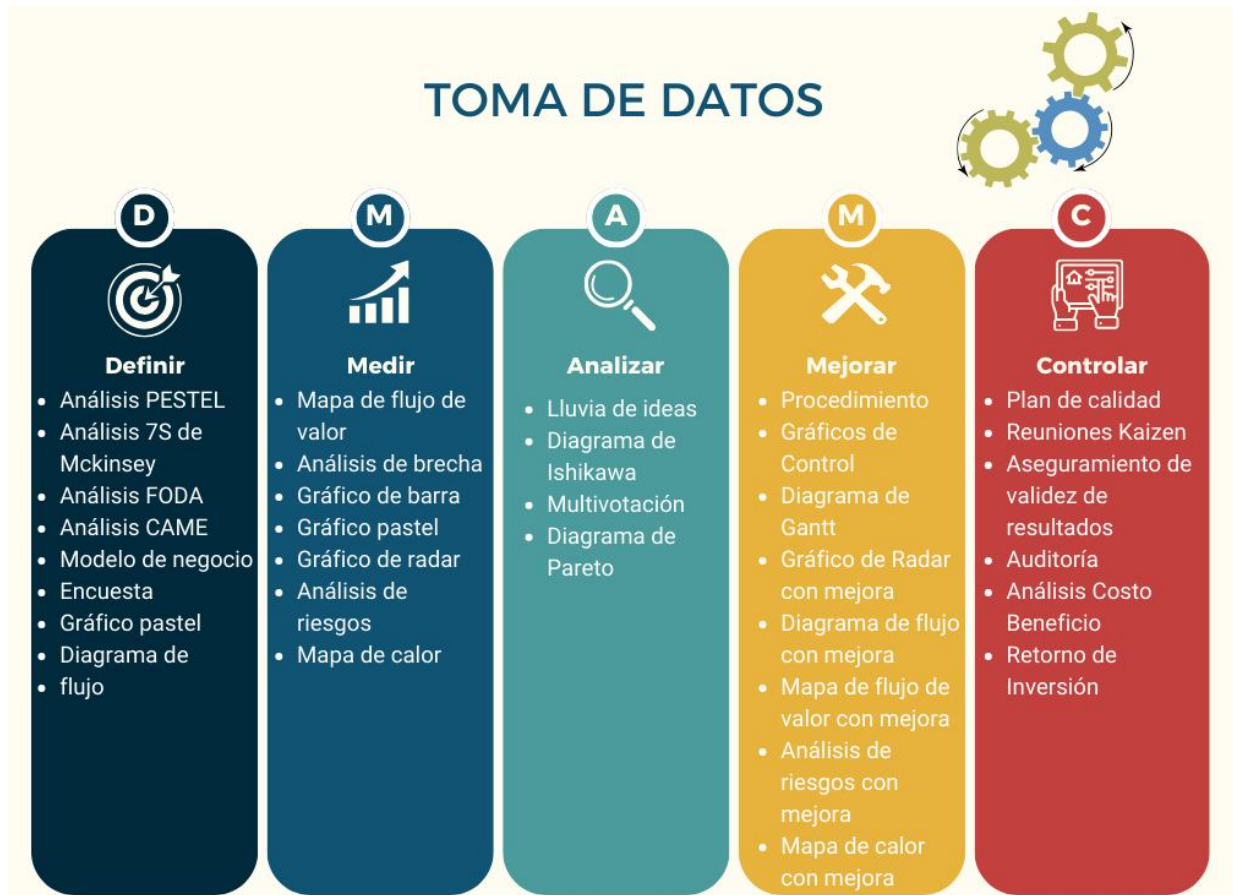 TOMA DE DATOS
D
Definir
• Análisis PESTEL
• Análisis 7S de
Mckinsey
• Análisis FODA
• Análisis CAME
• Modelo de negocio
• Encuesta
• Gráfico pastel
• Diagrama de
• flujo
M
Medir
• Mapa de flujo de
valor
• Análisis de brecha
• Gráfico de barra
• Gráfico pastel
• Gráfico de radar
• Análisis de
riesgos
• Mapa de calor
A
Analizar
• Lluvia de ideas
• Diagrama de
Ishikawa
• Multivotación
• Diagrama de
Pareto
M
Mejorar
• Procedimiento
• Gráficos de
Control
• Diagrama de
Gantt
• Gráfico de Radar
con mejora
• Diagrama de flujo
con mejora
• Mapa de flujo de
valor con mejora
• Análisis de
riesgos con
mejora
• Mapa de calor
con mejora
C
Controlar
• Plan de calidad
• Reuniones Kaizen
• Aseguramiento de
validez de
resultados
• Auditoría
• Análisis Costo
Beneficio
• Retorno de
Inversión